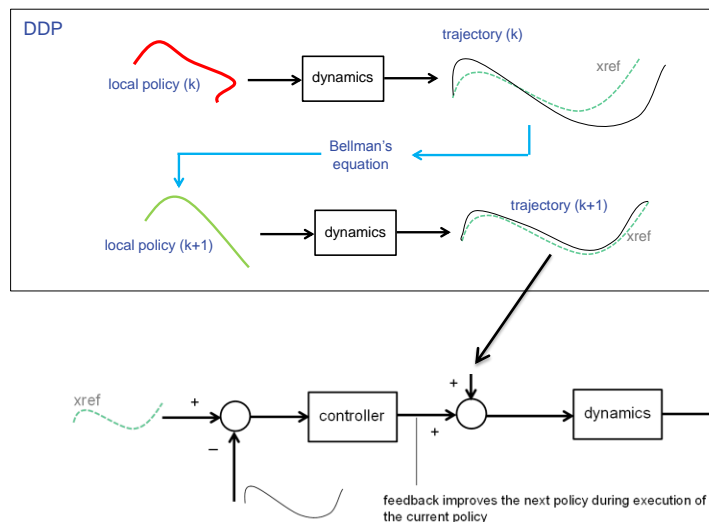 DDP
trajectory (k)
xref
local policy (k)
dynamics
Bellman's
equation
trajectory (k+1)
local policy (k+1)
dynamics
xref
xref
+
+
−
controller
+
dynamics
feedback improves the next policy during execution of
the current policy